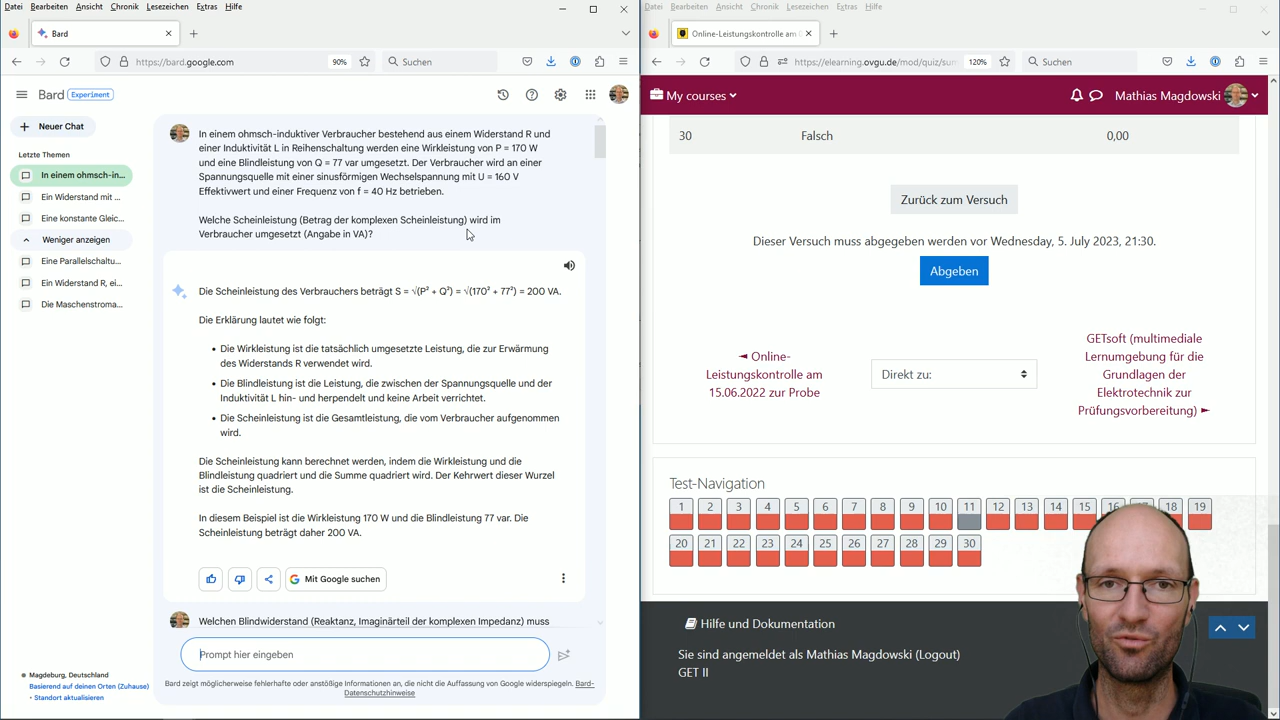 Datei Bearbeiten Ansicht Chronik Lesezeichen Extras Hilfe
Bard
https://bard.google.com
90%
Suchen
Bard Experiment
Neuer Chat
Letzte Themen
In einem ohmsch-in...
Ein Widerstand mit ...
Eine konstante Gleic...
Weniger anzeigen
Eine Parallelschaltu...
Ein Widerstand R, ei...
Die Maschenstroma...
Magdeburg, Deutschland
Basierend auf deinen Orten (Zuhause)
• Standort aktualisieren
In einem ohmsch-induktiver Verbraucher bestehend aus einem Widerstand R und
einer Induktivität L in Reihenschaltung werden eine Wirkleistung von P = 170 W
und eine Blindleistung von Q = 77 var umgesetzt. Der Verbraucher wird an einer
Spannungsquelle mit einer sinusförmigen Wechselspannung mit U = 160 V
Effektivwert und einer Frequenz von f = 40 Hz betrieben.
Welche Scheinleistung (Betrag der komplexen Scheinleistung) wird im
Verbraucher umgesetzt (Angabe in VA)?
Die Scheinleistung des Verbrauchers beträgt S = √(P² + Q²) = √(170² + 77²) = 200 VA.
Die Erklärung lautet wie folgt:
• Die Wirkleistung ist die tatsächlich umgesetzte Leistung, die zur Erwärmung
des Widerstands R verwendet wird.
• Die Blindleistung ist die Leistung, die zwischen der Spannungsquelle und der
Induktivität L hin- und herpendelt und keine Arbeit verrichtet.
• Die Scheinleistung ist die Gesamtleistung, die vom Verbraucher aufgenommen
wird.
Die Scheinleistung kann berechnet werden, indem die Wirkleistung und die
Blindleistung quadriert und die Summe quadriert wird. Der Kehrwert dieser Wurzel
ist die Scheinleistung.
In diesem Beispiel ist die Wirkleistung 170 W und die Blindleistung 77 var. Die
Scheinleistung beträgt daher 200 VA.
Mit Google suchen
Welchen Blindwiderstand (Reaktanz, Imaginärteil der komplexen Impedanz) muss
Prompt hier eingeben
Bard zeigt möglicherweise fehlerhafte oder anstößige Informationen an, die nicht die Auffassung von Google widerspiegeln. Bard-
Datenschutzhinweise
Datei Bearbeiten Ansicht Chronik Lesezeichen Extras Hilfe
Online-Leistungskontrolle am
https://elearning.ovgu.de/mod/quiz/sum
120%
Suchen
My courses
Mathias Magdowski
30 Falsch 0,00
Zurück zum Versuch
Dieser Versuch muss abgegeben werden vor Wednesday, 5. July 2023, 21:30.
Abgeben
◄ Online-
Leistungskontrolle am
15.06.2022 zur Probe
Direkt zu:
GETsoft (multimediale
Lernumgebung für die
Grundlagen der
Elektrotechnik zur
Prüfungsvorbereitung) ►
Test-Navigation
1 2 3 4 5 6 7 8 9 10 11 12 13 14 15 16 17 18 19
20 21 22 23 24 25 26 27 28 29 30
Hilfe und Dokumentation
Sie sind angemeldet als Mathias Magdowski (Logout)
GET II